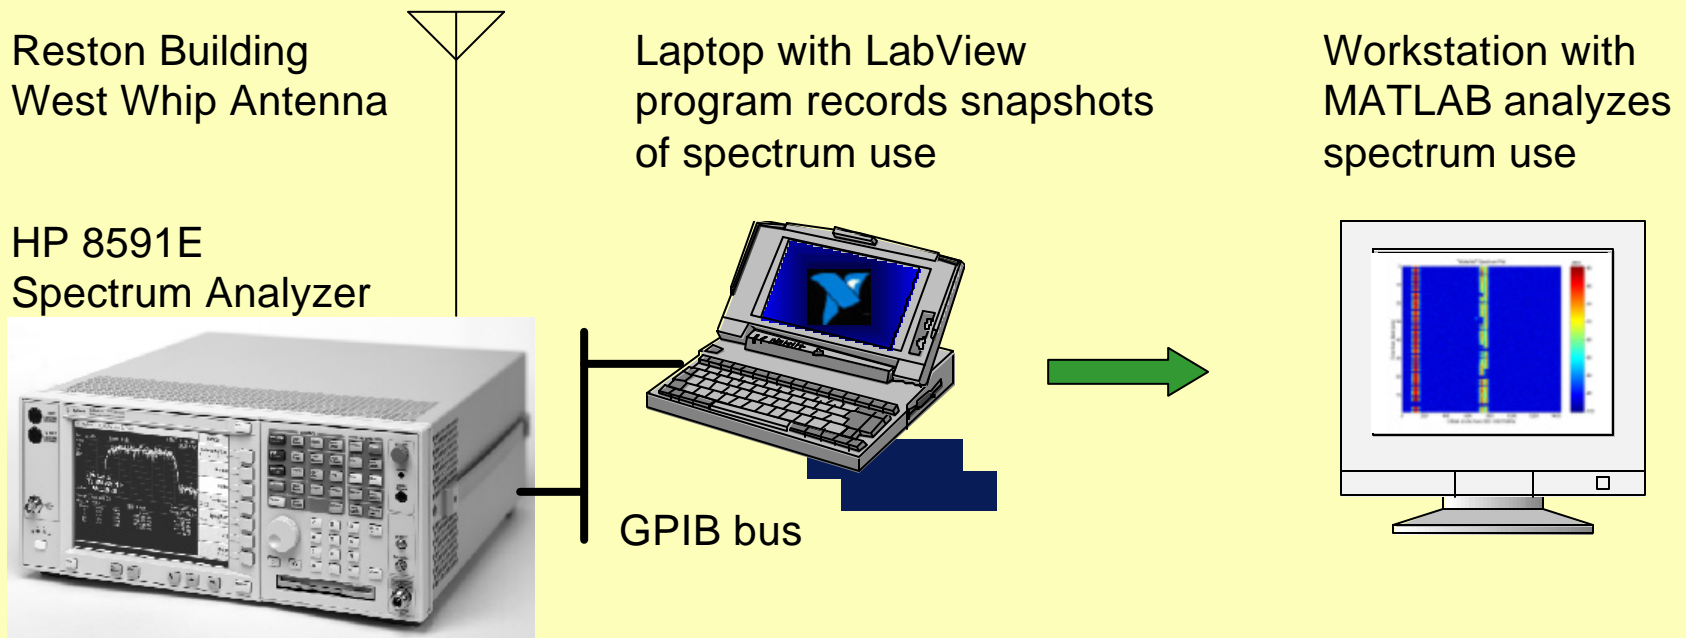 Reston Building
West Whip Antenna
HP 8591E
Spectrum Analyzer
Laptop with LabView
program records snapshots
of spectrum use
GPIB bus
Workstation with
MATLAB analyzes
spectrum use